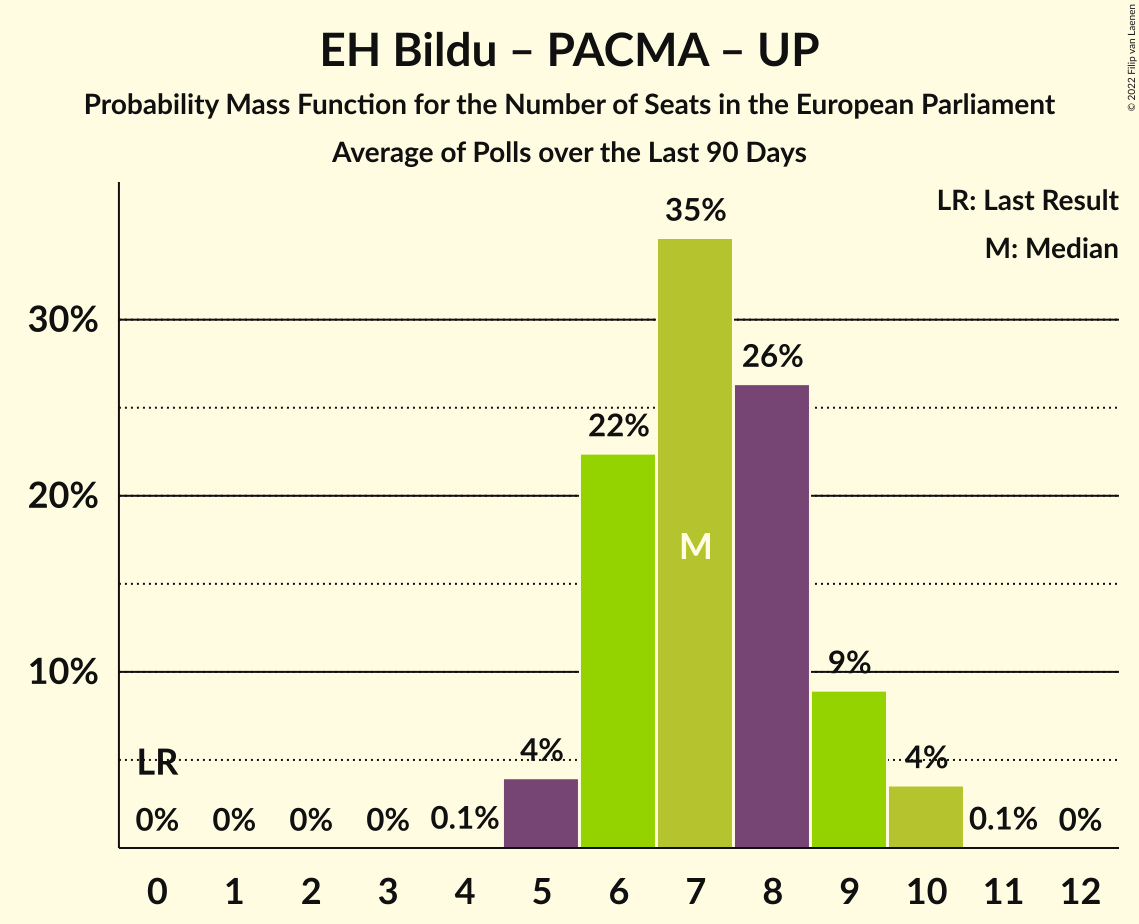 EH Bildu – PACMA – UP
Probability Mass Function for the Number of Seats in the European Parliament
Average of Polls over the Last 90 Days
© 2022 Filip van Laenen
LR: Last Result
M: Median
35%
30%
26%
22%
20%
M
10%
9%
LR
4%
4%
0% 0% 0% 0% 0.1% 0.1% 0%
0 1 2 3 4 5 6 7 8 9 10 11 12